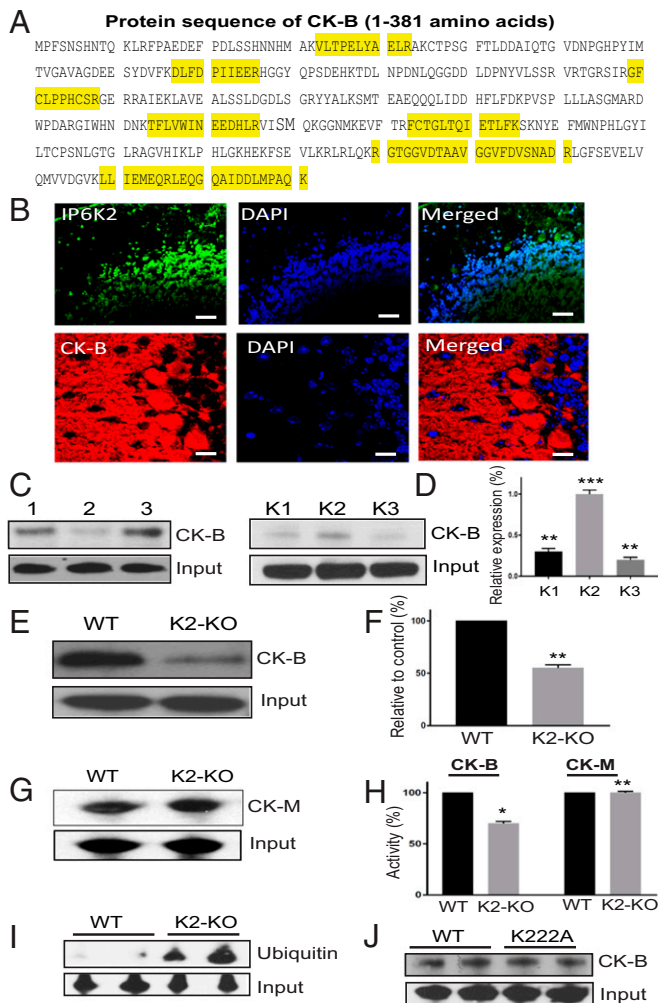 A
Protein sequence of CK-B (1-381 amino acids)
MPFSNSHNTQ KLRFPAEDEF PDLSSHNNHM AKVLTPELYA ELRAKCTPSG FTLDDAIQTG VDNPGHPYIM
TVGAVAGDEE SYDVFKDLFD PIIEERHGGY QPSDEHKTDL NPDNLQGGDD LDPNYVLSSR VRTGRSIRGF
CLPPHCSRGE RRAIEKLAVE ALSSLDGDLS GRYYALKSMT EAEQQQLIDD HFLFDKPVSP LLLASGMARD
WPDARGIWHN DNKTFLVWIN EEDHLRVISM QKGGNMKEVF TRFCTGLTQI ETLFKSKNYE FMWNPHLGYI
LTCPSNLGTG LRAGVHIKLP HLGKHEKFSE VLKRLRLQKR GTGGVDTAAV GGVFDVSNAD RLGFSEVELV
QMVVDGVKLL IEMEQRLEQG QAIDDLMPAQ K
B
IP6K2 DAPI Merged
CK-B DAPI Merged
C
1 2 3
CK-B
Input
K1 K2 K3
CK-B
Input
D
Relative expression (%)
1.0
0.5
0.0
** *** **
K1 K2 K3
E
WT K2-KO
CK-B
Input
F
Relative to control (%)
100
50
0
**
WT K2-KO
G
WT K2-KO
CK-M
Input
H
CK-B CK-M
Activity (%)
100
50
0
* **
WT K2-KO WT K2-KO
I
WT K2-KO
Ubiquitin
Input
J
WT K222A
CK-B
Input